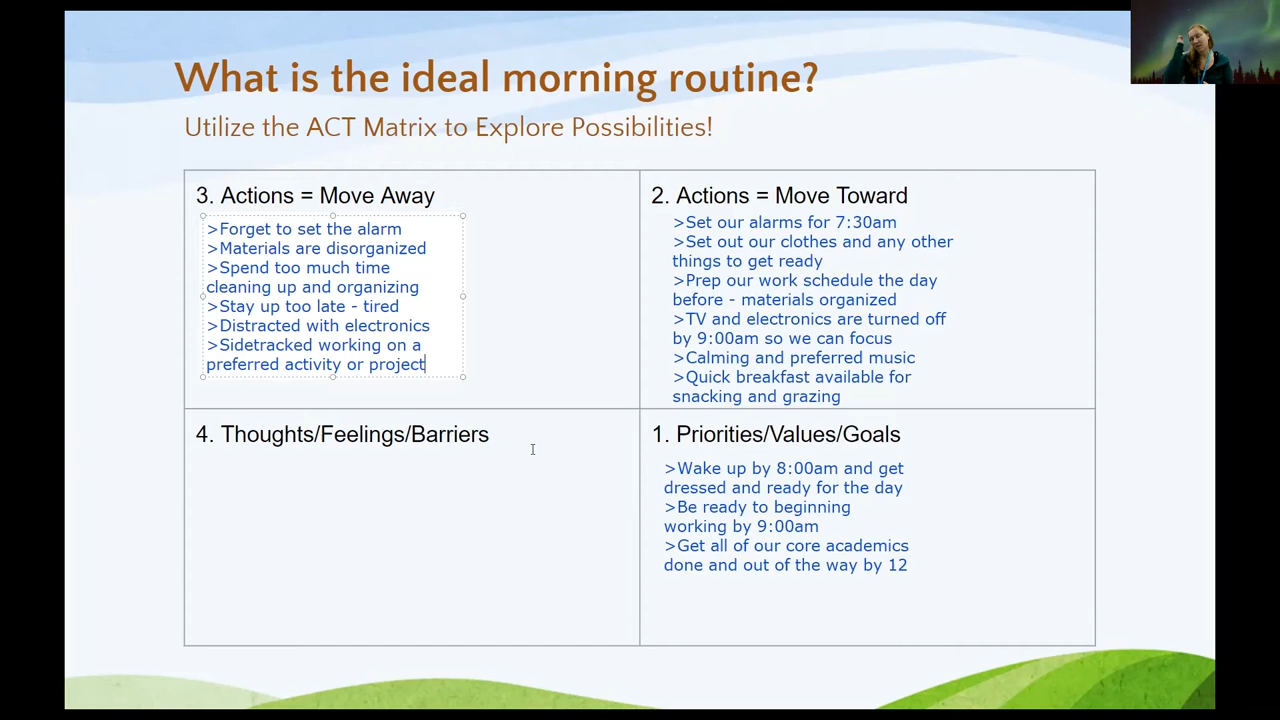 What is the ideal morning routine?
Utilize the ACT Matrix to Explore Possibilities!
3. Actions = Move Away
>Forget to set the alarm
>Materials are disorganized
>Spend too much time
cleaning up and organizing
>Stay up too late - tired
>Distracted with electronics
>Sidetracked working on a
preferred activity or project
2. Actions = Move Toward
>Set our alarms for 7:30am
>Set out our clothes and any other
things to get ready
>Prep our work schedule the day
before - materials organized
>TV and electronics are turned off
by 9:00am so we can focus
>Calming and preferred music
>Quick breakfast available for
snacking and grazing
4. Thoughts/Feelings/Barriers
1. Priorities/Values/Goals
>Wake up by 8:00am and get
dressed and ready for the day
>Be ready to beginning
working by 9:00am
>Get all of our core academics
done and out of the way by 12